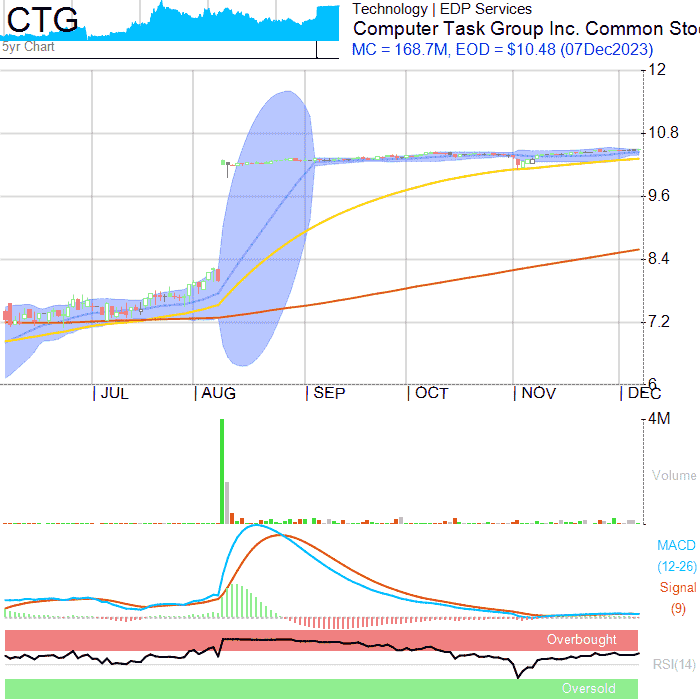 CTG
5yr Chart
Technology | EDP Services
Computer Task Group Inc. Common Sto
MC = 168.7M, EOD = $10.48 (07Dec2023)
12
10.8
9.6
8.4
7.2
6
JUL AUG SEP OCT NOV DEC
4M
Volume
MACD
(12-26)
Signal
(9)
Overbought
RSI(14)
Oversold